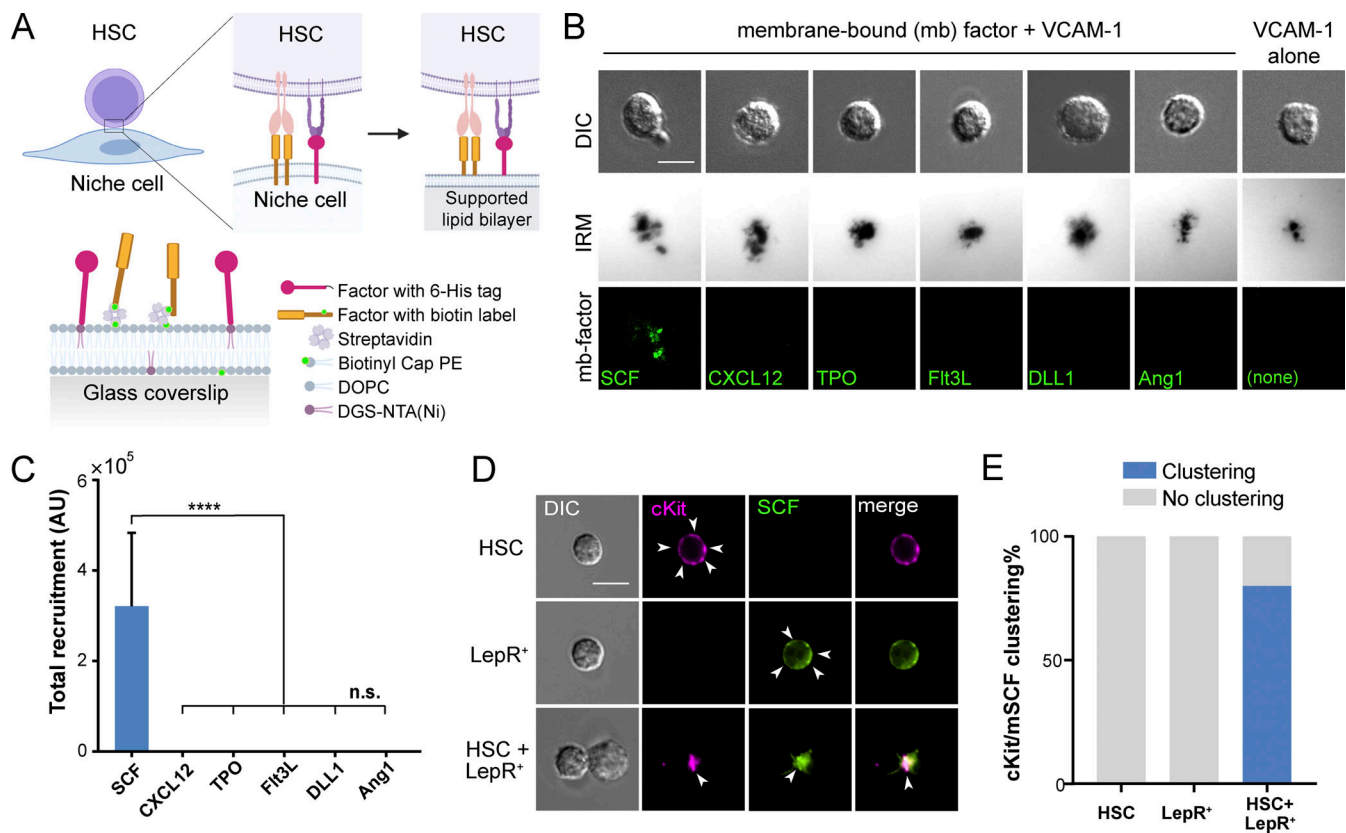 A
HSC
HSC
HSC
Niche cell
Niche cell
Supported
lipid bilayer
Factor with 6-His tag
Factor with biotin label
Streptavidin
Biotinyl Cap PE
DOPC
DGS-NTA(Ni)
Glass coverslip
B
membrane-bound (mb) factor + VCAM-1
VCAM-1
alone
DIC
IRM
mb-factor
SCF
CXCL12
TPO
Flt3L
DLL1
Ang1
(none)
C
×10⁵
6
4
2
0
Total recruitment (AU)
****
n.s.
SCF
CXCL12
TPO
Flt3L
DLL1
Ang1
D
DIC
cKit
SCF
merge
HSC
LepR⁺
HSC +
LepR⁺
E
Clustering
No clustering
cKit/mSCF clustering%
100
50
0
HSC
LepR⁺
HSC+
LepR⁺